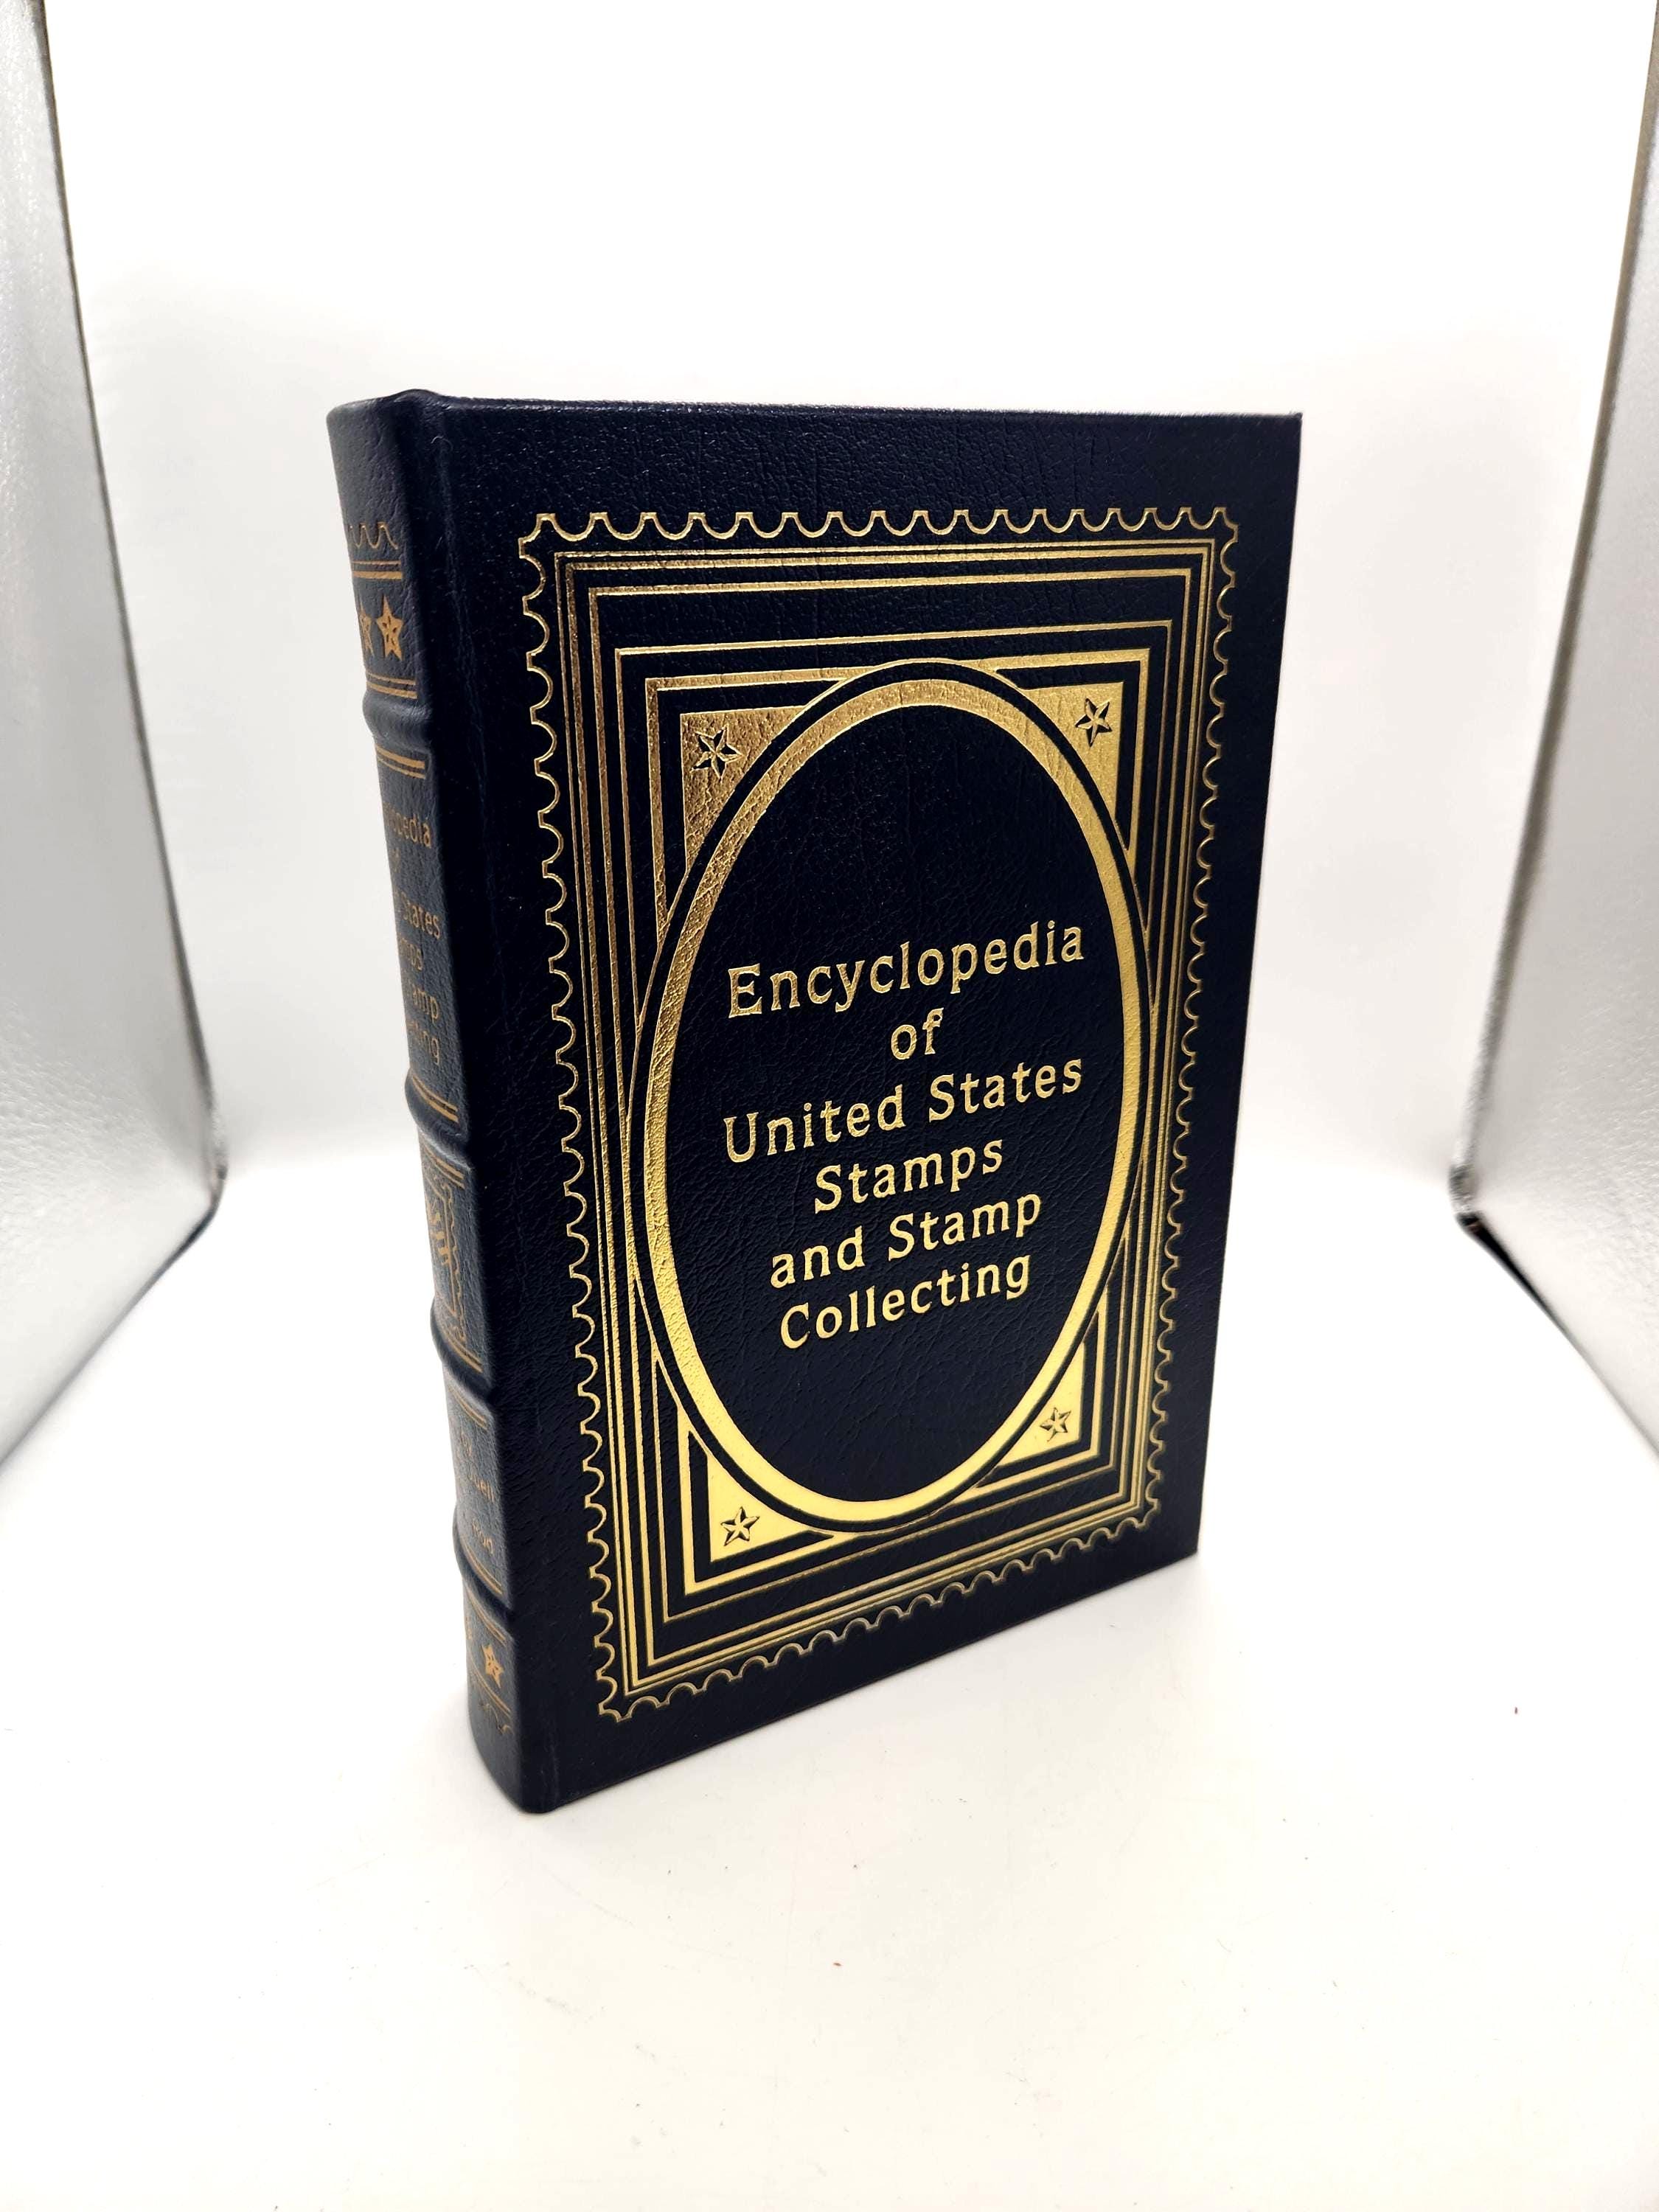 Encyclopedia
of
United States
Stamps
and Stamp
Collecting